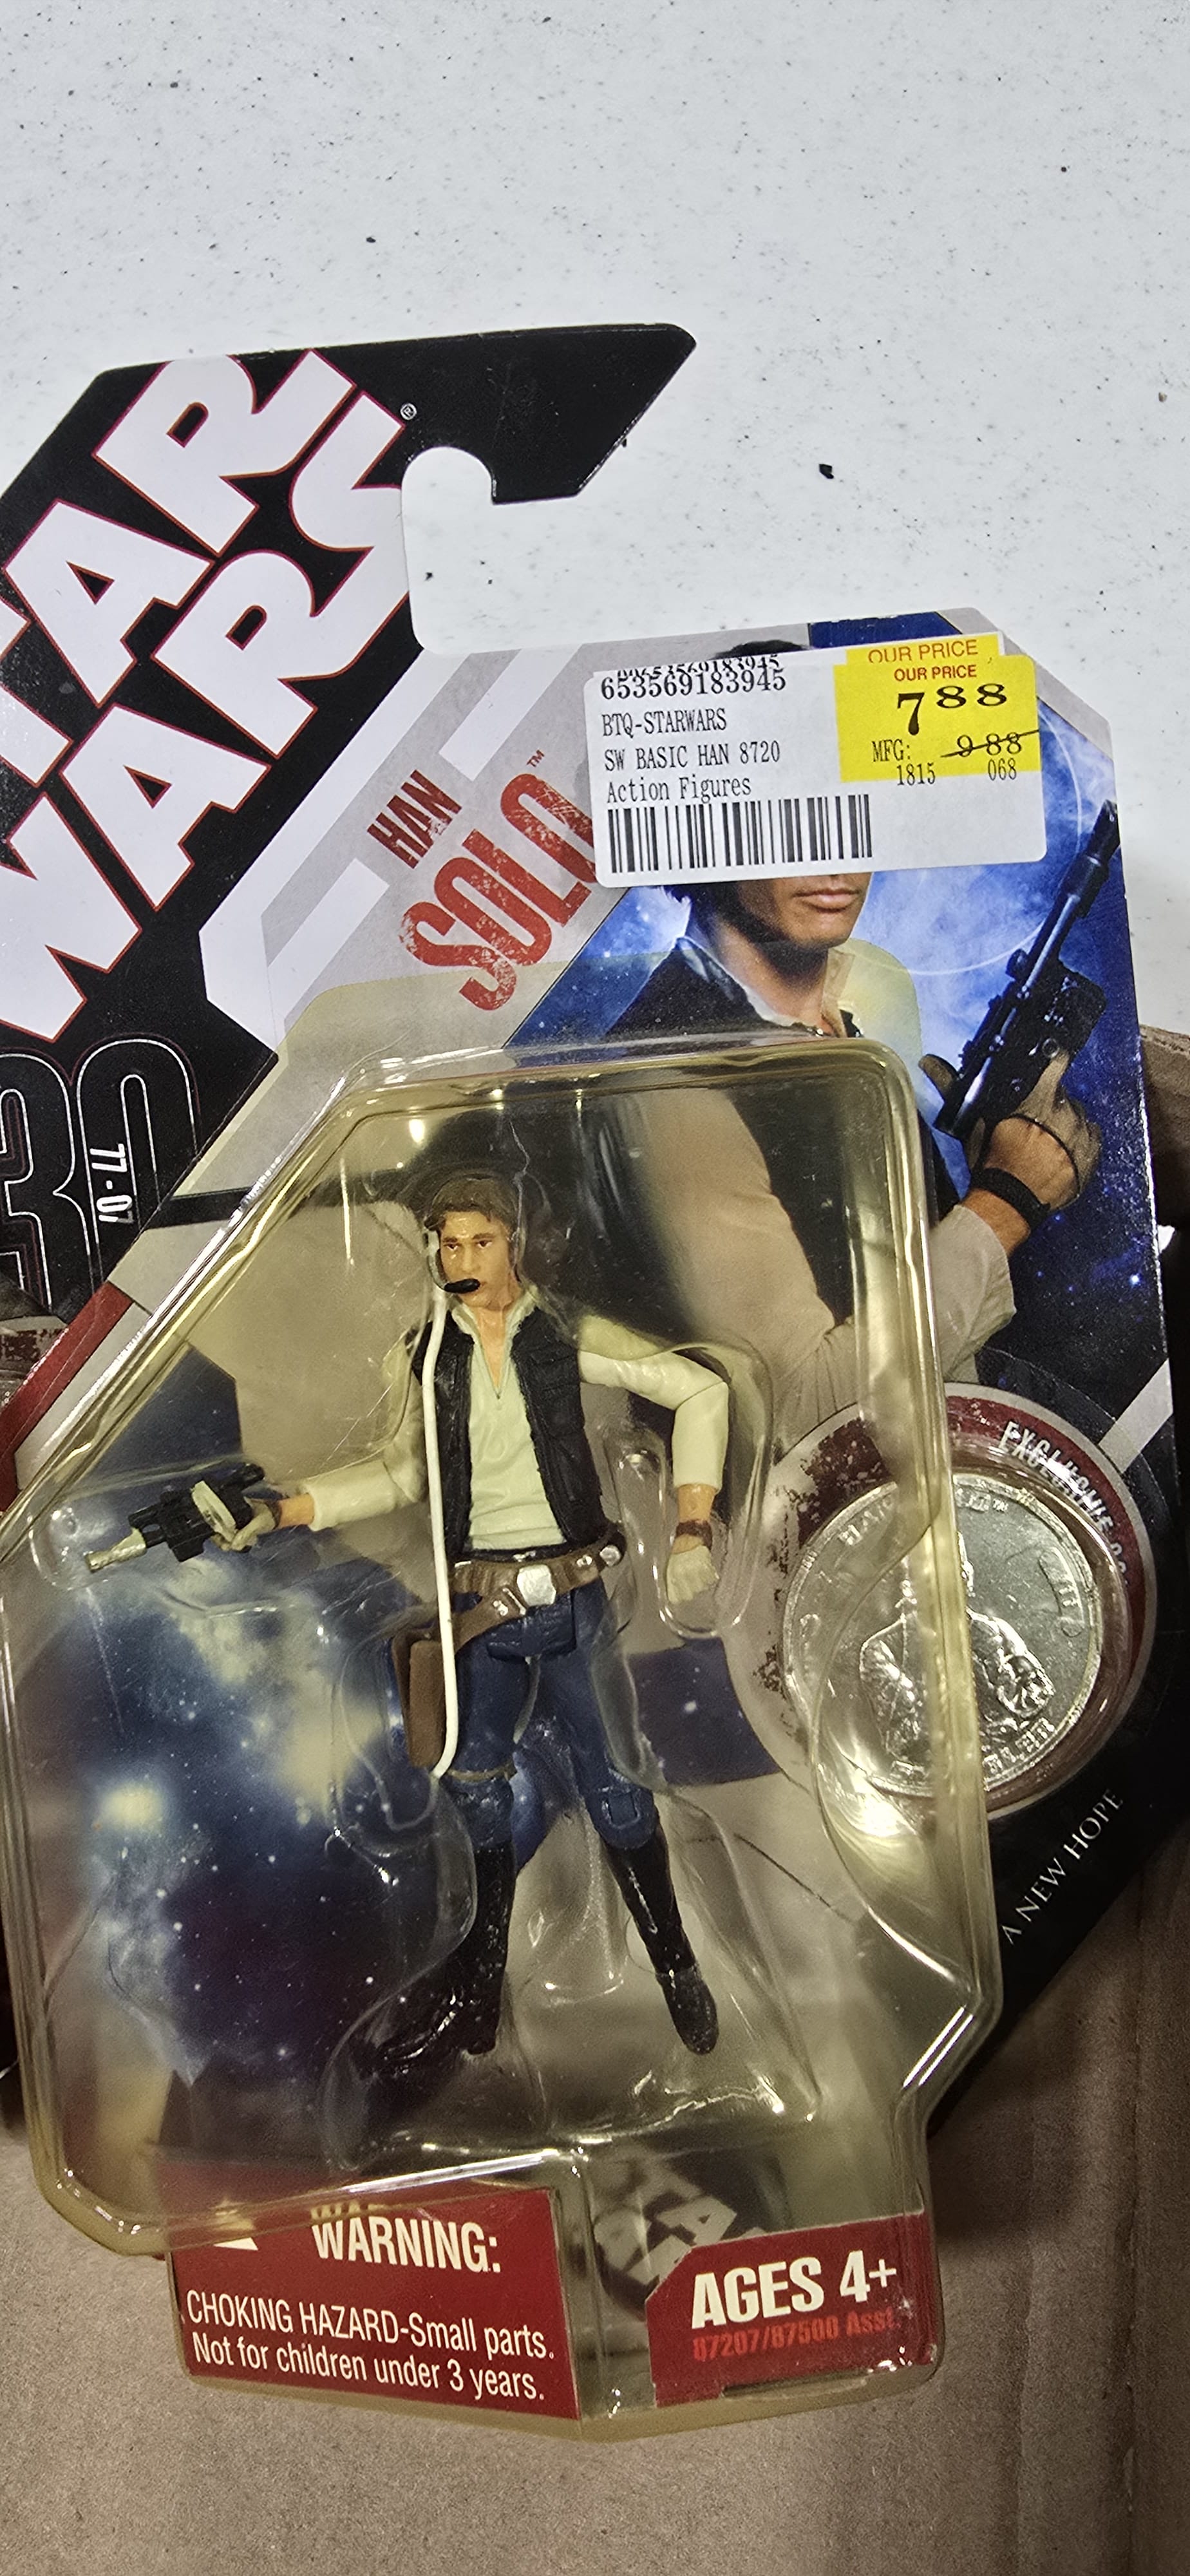 STAR
WARS®
HAN
SOLO™
30
77-07
653569183945
BTQ-STARWARS
SW BASIC HAN 8720
Action Figures
OUR PRICE
OUR PRICE
788
MFG: 988
1815 068
A NEW HOPE
WARNING:
CHOKING HAZARD-Small parts.
Not for children under 3 years.
AGES 4+
87207/87500 Asst.